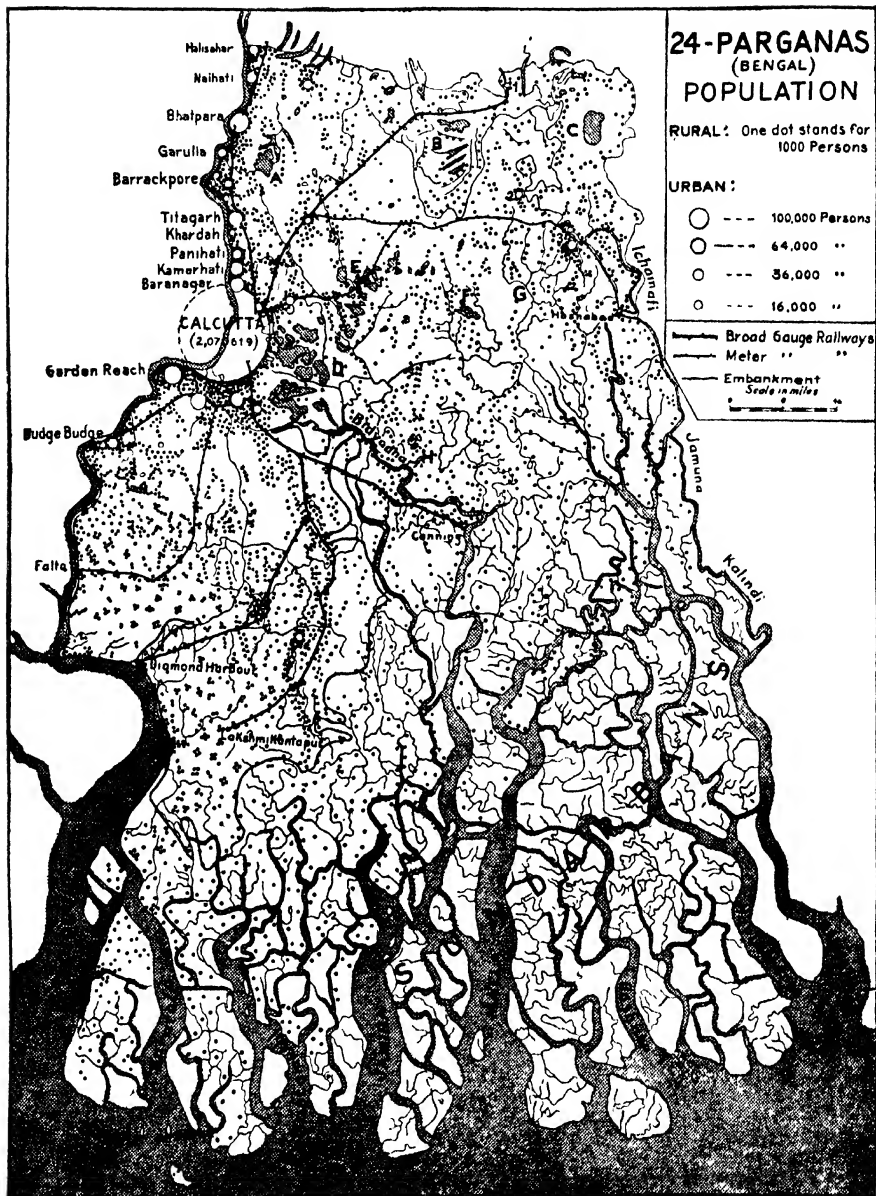 24-PARGANAS
(BENGAL)
POPULATION
RURAL: One dot stands for
1000 Persons
URBAN:
100,000 Persons
64,000 "
36,000 "
16,000 "
Broad Gauge Railways
Meter " "
Embankment
Scale in miles
Halisahar
Naihati
Bhatpara
Garulia
Barrackpore
Titagarh
Khardah
Panihati
Kamarhati
Baranagar
CALCUTTA
Garden Reach
Budge Budge
Falta
Diamond Harbour
Lakshmikantapur
Canning
Ichamati
Jamuna
Kalindi
A
B
C
D
E
F
G
H
SUNDARBANS